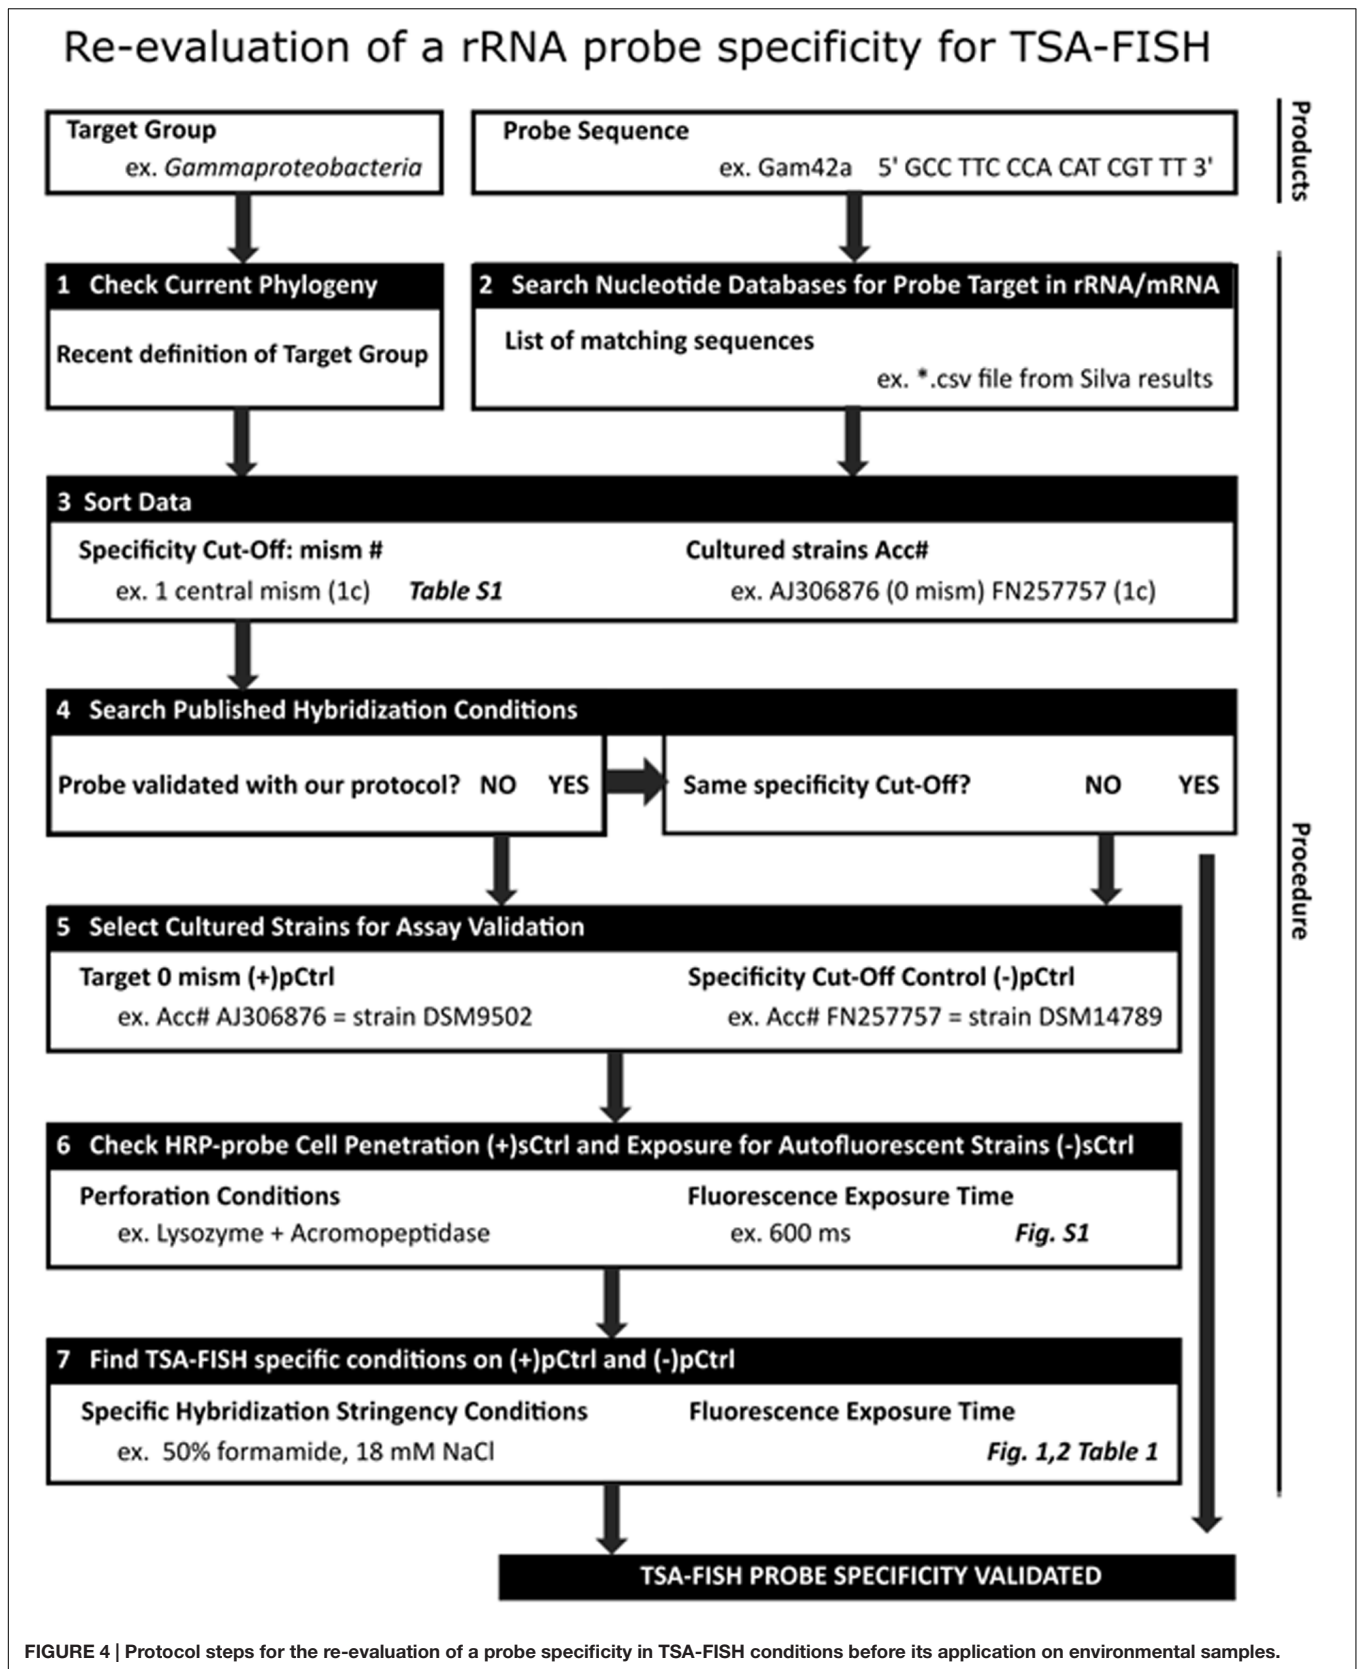 Re-evaluation of a rRNA probe specificity for TSA-FISH
Products
Target Group
ex. Gammaproteobacteria
Probe Sequence
ex. Gam42a 5' GCC TTC CCA CAT CGT TT 3'
Procedure
1 Check Current Phylogeny
Recent definition of Target Group
2 Search Nucleotide Databases for Probe Target in rRNA/mRNA
List of matching sequences
ex. *.csv file from Silva results
3 Sort Data
Specificity Cut-Off: mism #
ex. 1 central mism (1c) Table S1
Cultured strains Acc#
ex. AJ306876 (0 mism) FN257757 (1c)
4 Search Published Hybridization Conditions
Probe validated with our protocol? NO YES
Same specificity Cut-Off? NO YES
5 Select Cultured Strains for Assay Validation
Target 0 mism (+)pCtrl
ex. Acc# AJ306876 = strain DSM9502
Specificity Cut-Off Control (-)pCtrl
ex. Acc# FN257757 = strain DSM14789
6 Check HRP-probe Cell Penetration (+)sCtrl and Exposure for Autofluorescent Strains (-)sCtrl
Perforation Conditions
ex. Lysozyme + Acromopeptidase
Fluorescence Exposure Time
ex. 600 ms Fig. S1
7 Find TSA-FISH specific conditions on (+)pCtrl and (-)pCtrl
Specific Hybridization Stringency Conditions
ex. 50% formamide, 18 mM NaCl
Fluorescence Exposure Time
Fig. 1,2 Table 1
TSA-FISH PROBE SPECIFICITY VALIDATED
FIGURE 4 | Protocol steps for the re-evaluation of a probe specificity in TSA-FISH conditions before its application on environmental samples.